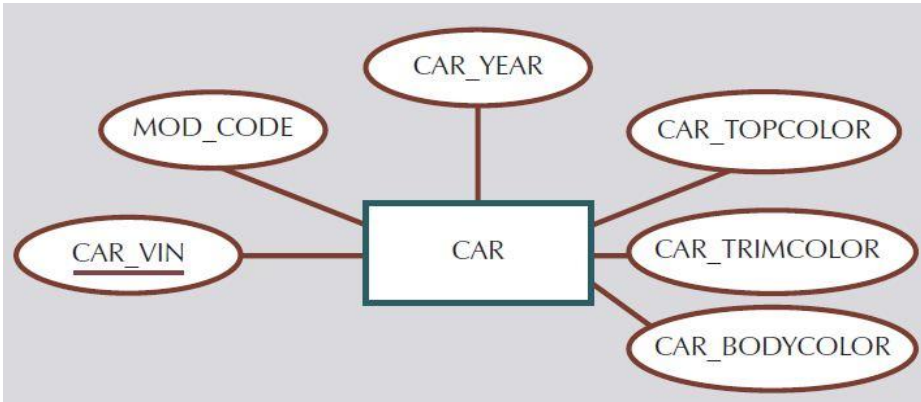 CAR_YEAR
MOD_CODE
CAR_TOPCOLOR
CAR_VIN
CAR
CAR_TRIMCOLOR
CAR_BODYCOLOR